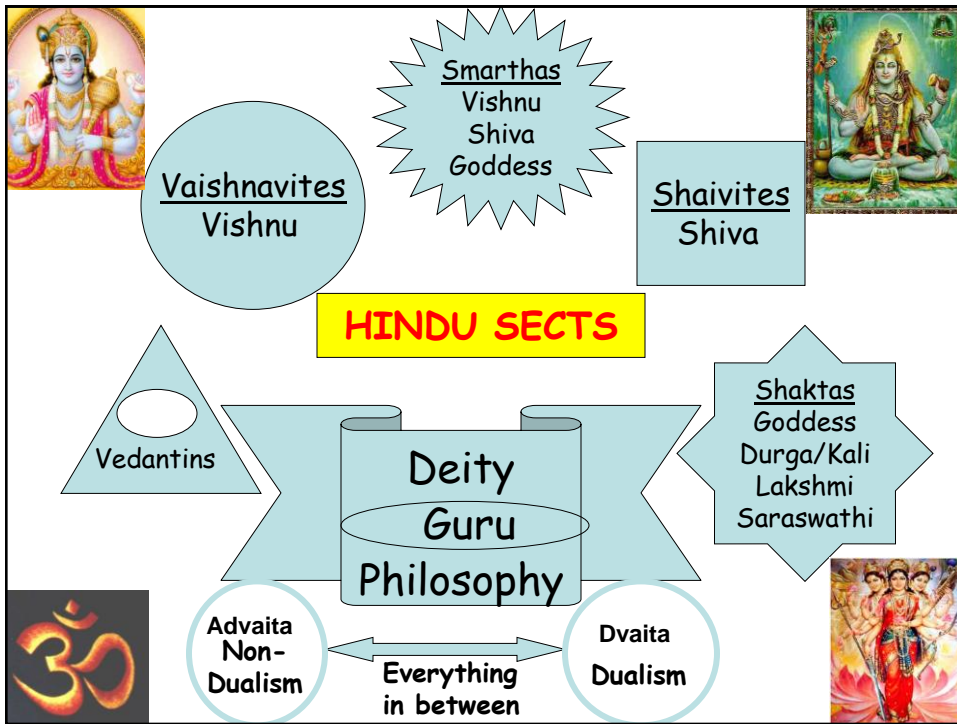 Smarthas
Vishnu
Shiva
Goddess
Vaishnavites
Vishnu
Shaivites
Shiva
HINDU SECTS
Vedantins
Shaktas
Goddess
Durga/Kali
Lakshmi
Saraswathi
Deity
Guru
Philosophy
Advaita
Non-
Dualism
Everything
in between
Dvaita
Dualism
ॐ